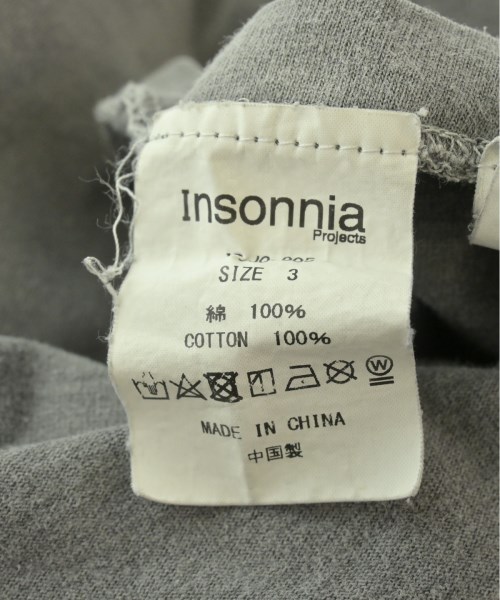 Insonnia
Projects
SIZE 3
綿 100%
COTTON 100%
W
MADE IN CHINA
中国製